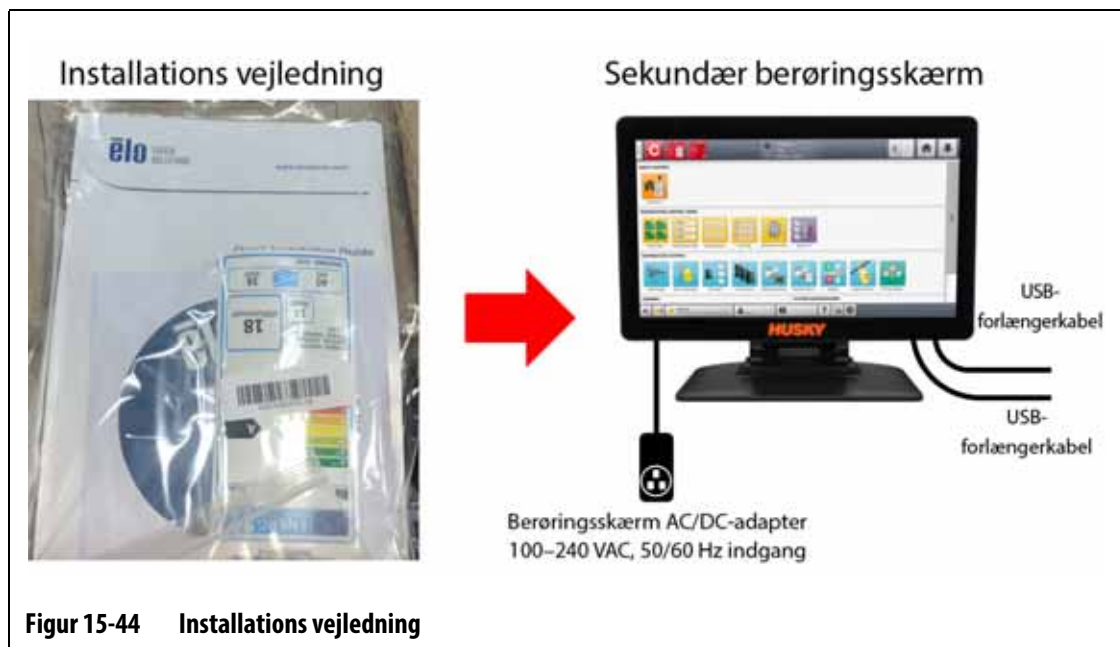 Installations vejledning
Sekundær berøringsskærm
elo
HUSKY
18
USB-
forlængerkabel
USB-
forlængerkabel
Berøringsskærm AC/DC-adapter
100–240 VAC, 50/60 Hz indgang
Figur 15-44 Installations vejledning